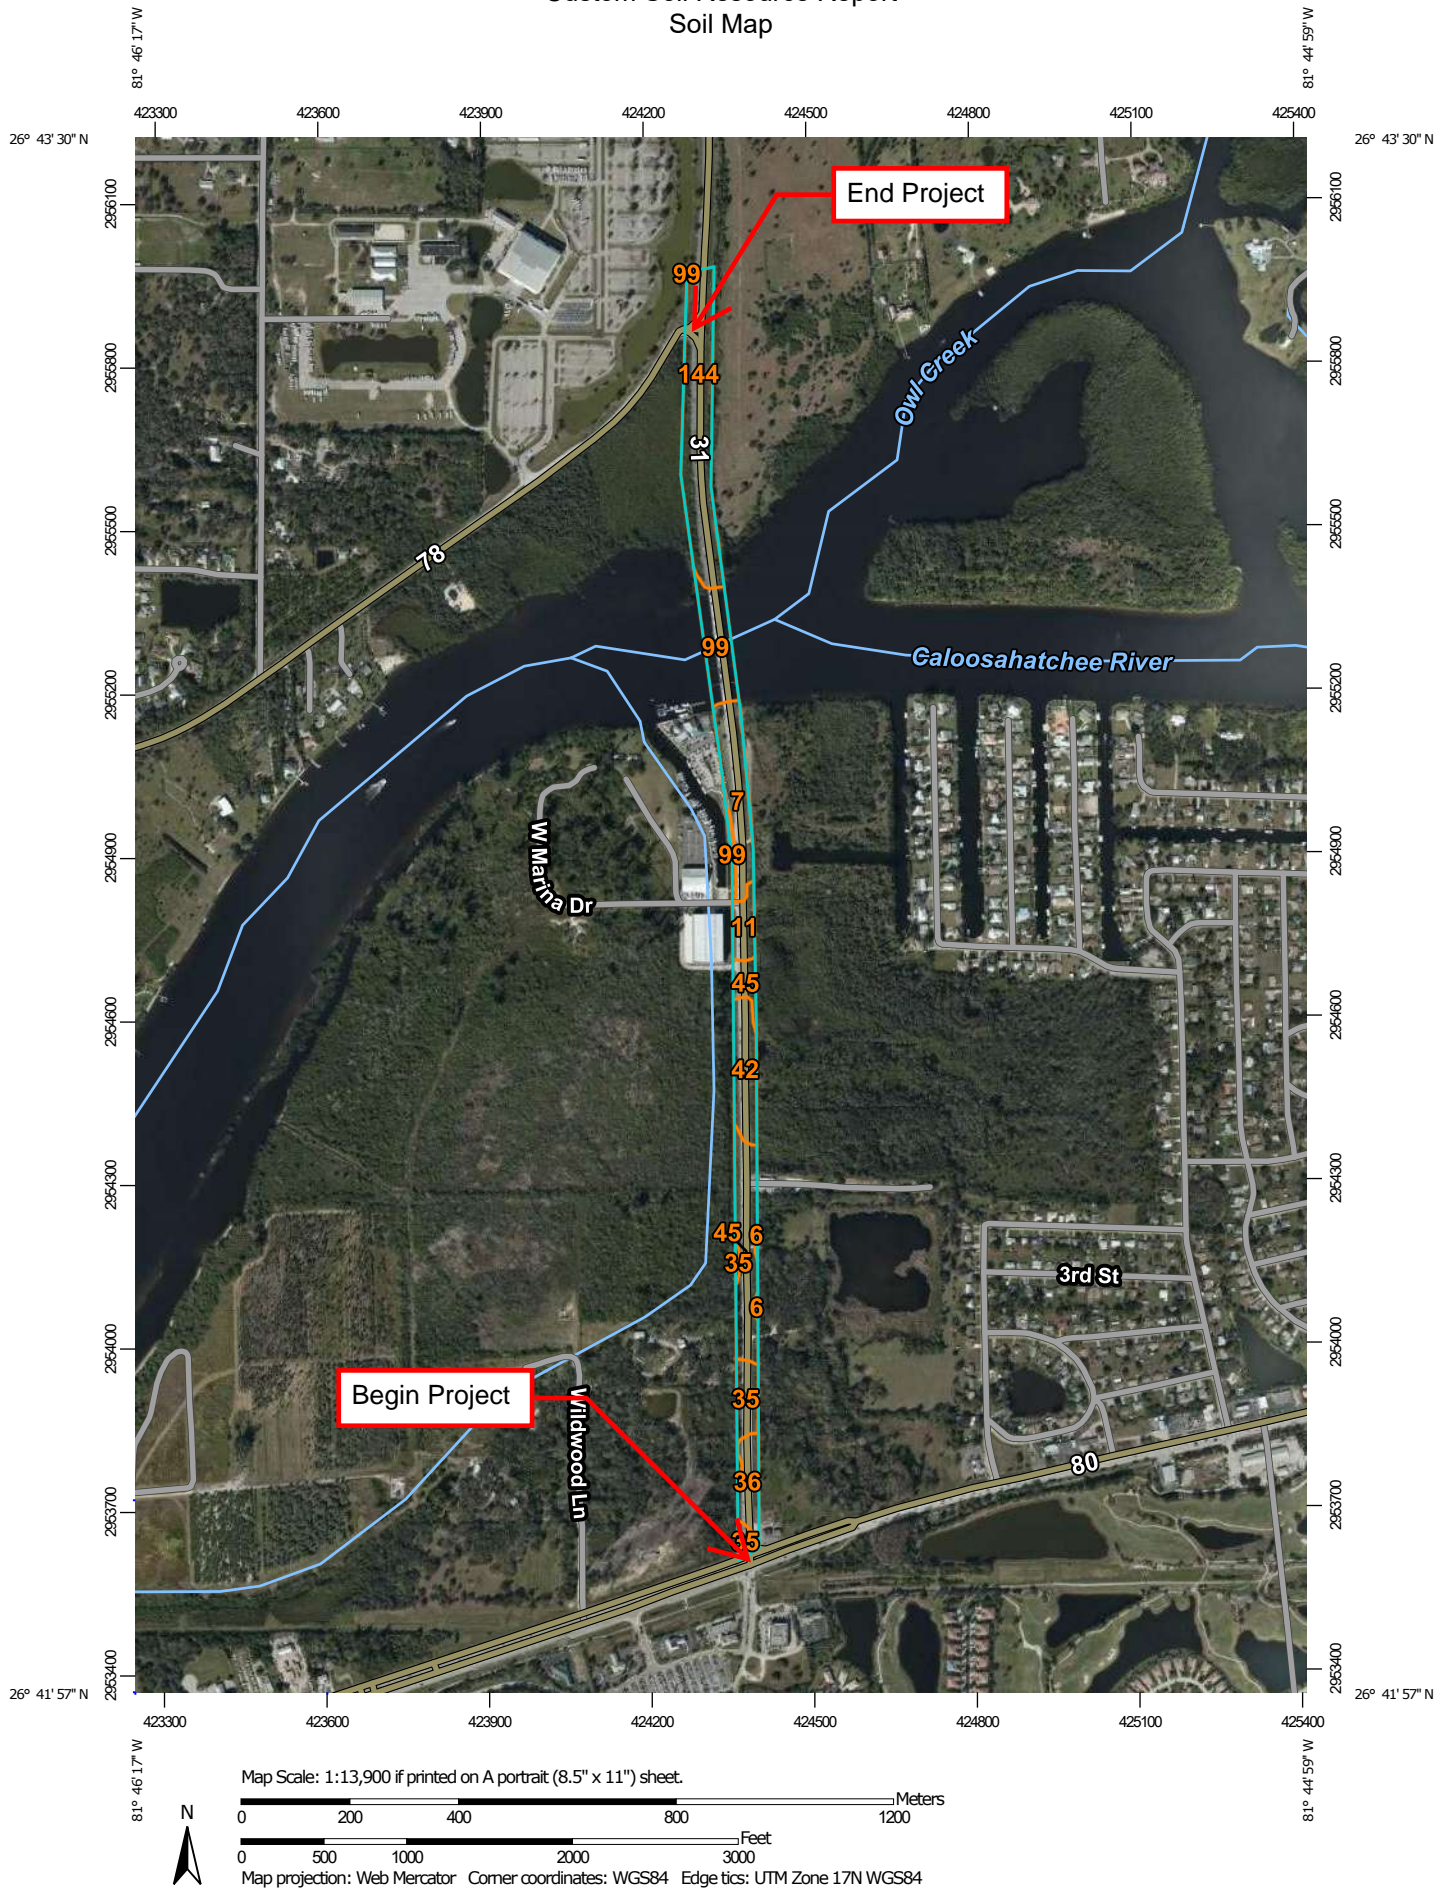 Custom Soil Resource Report
Soil Map
81° 46' 17" W
81° 44' 59" W
423300 423600 423900 424200 424500 424800 425100 425400
26° 43' 30" N
26° 43' 30" N
2956100
2956100
End Project
99
2955800
2955800
144
Owl-Creek
31
2955500
2955500
78
99
Caloosahatchee River
2955200
2955200
7
W Marina Dr
99
2954900
2954900
11
45
2954600
2954600
42
2954300
2954300
45 6
35
3rd St
6
2954000
2954000
Begin Project
35
Wildwood Ln
80
36
2953700
2953700
35
2953400
2953400
26° 41' 57" N
26° 41' 57" N
423300 423600 423900 424200 424500 424800 425100 425400
81° 46' 17" W
81° 44' 59" W
Map Scale: 1:13,900 if printed on A portrait (8.5" x 11") sheet.
Meters
0 200 400 800 1200
N
Feet
0 500 1000 2000 3000
Map projection: Web Mercator Corner coordinates: WGS84 Edge tics: UTM Zone 17N WGS84